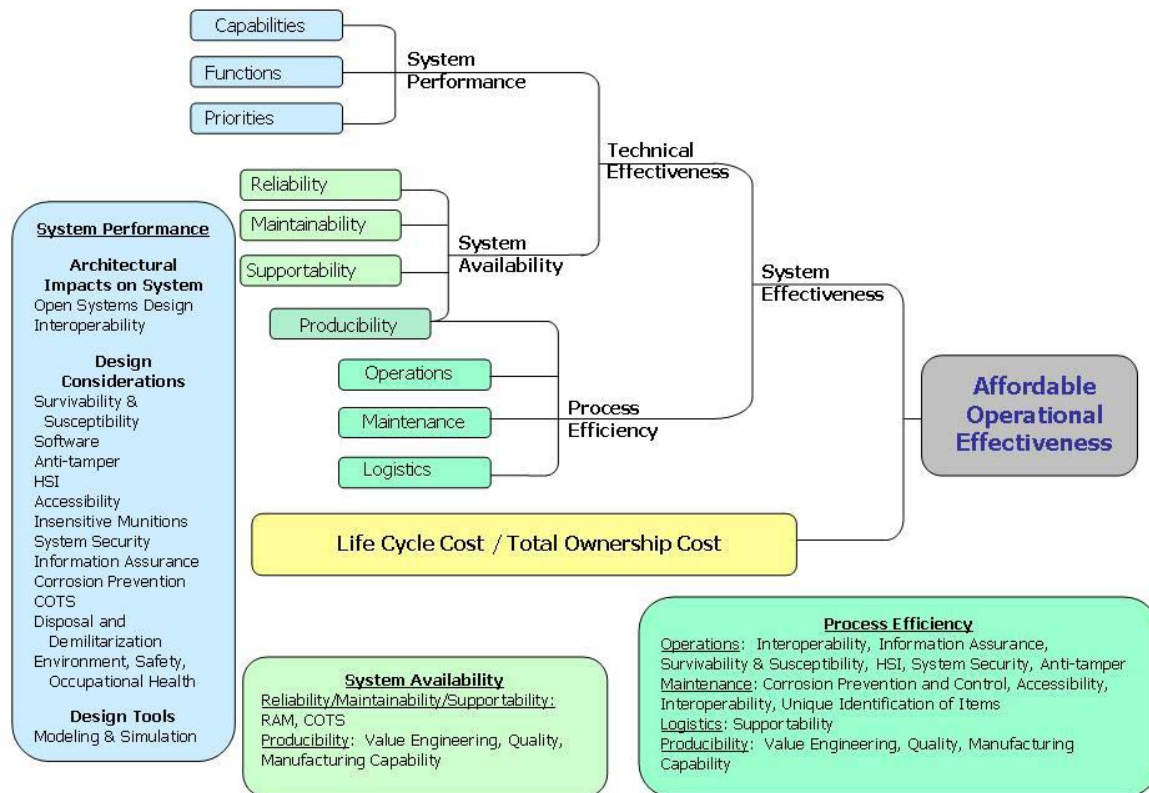 Capabilities
Functions
Priorities
System
Performance
Technical
Effectiveness
Reliability
Maintainability
Supportability
Producibility
System
Availability
Operations
Maintenance
Logistics
Process
Efficiency
System
Effectiveness
Affordable
Operational
Effectiveness
Life Cycle Cost / Total Ownership Cost
System Performance
Architectural
Impacts on System
Open Systems Design
Interoperability
Design
Considerations
Survivability &
Susceptibility
Software
Anti-tamper
HSI
Accessibility
Insensitive Munitions
System Security
Information Assurance
Corrosion Prevention
COTS
Disposal and
Demilitarization
Environment, Safety,
Occupational Health
Design Tools
Modeling & Simulation
System Availability
Reliability/Maintainability/Supportability:
RAM, COTS
Producibility: Value Engineering, Quality,
Manufacturing Capability
Process Efficiency
Operations: Interoperability, Information Assurance,
Survivability & Susceptibility, HSI, System Security, Anti-tamper
Maintenance: Corrosion Prevention and Control, Accessibility,
Interoperability, Unique Identification of Items
Logistics: Supportability
Producibility: Value Engineering, Quality, Manufacturing
Capability